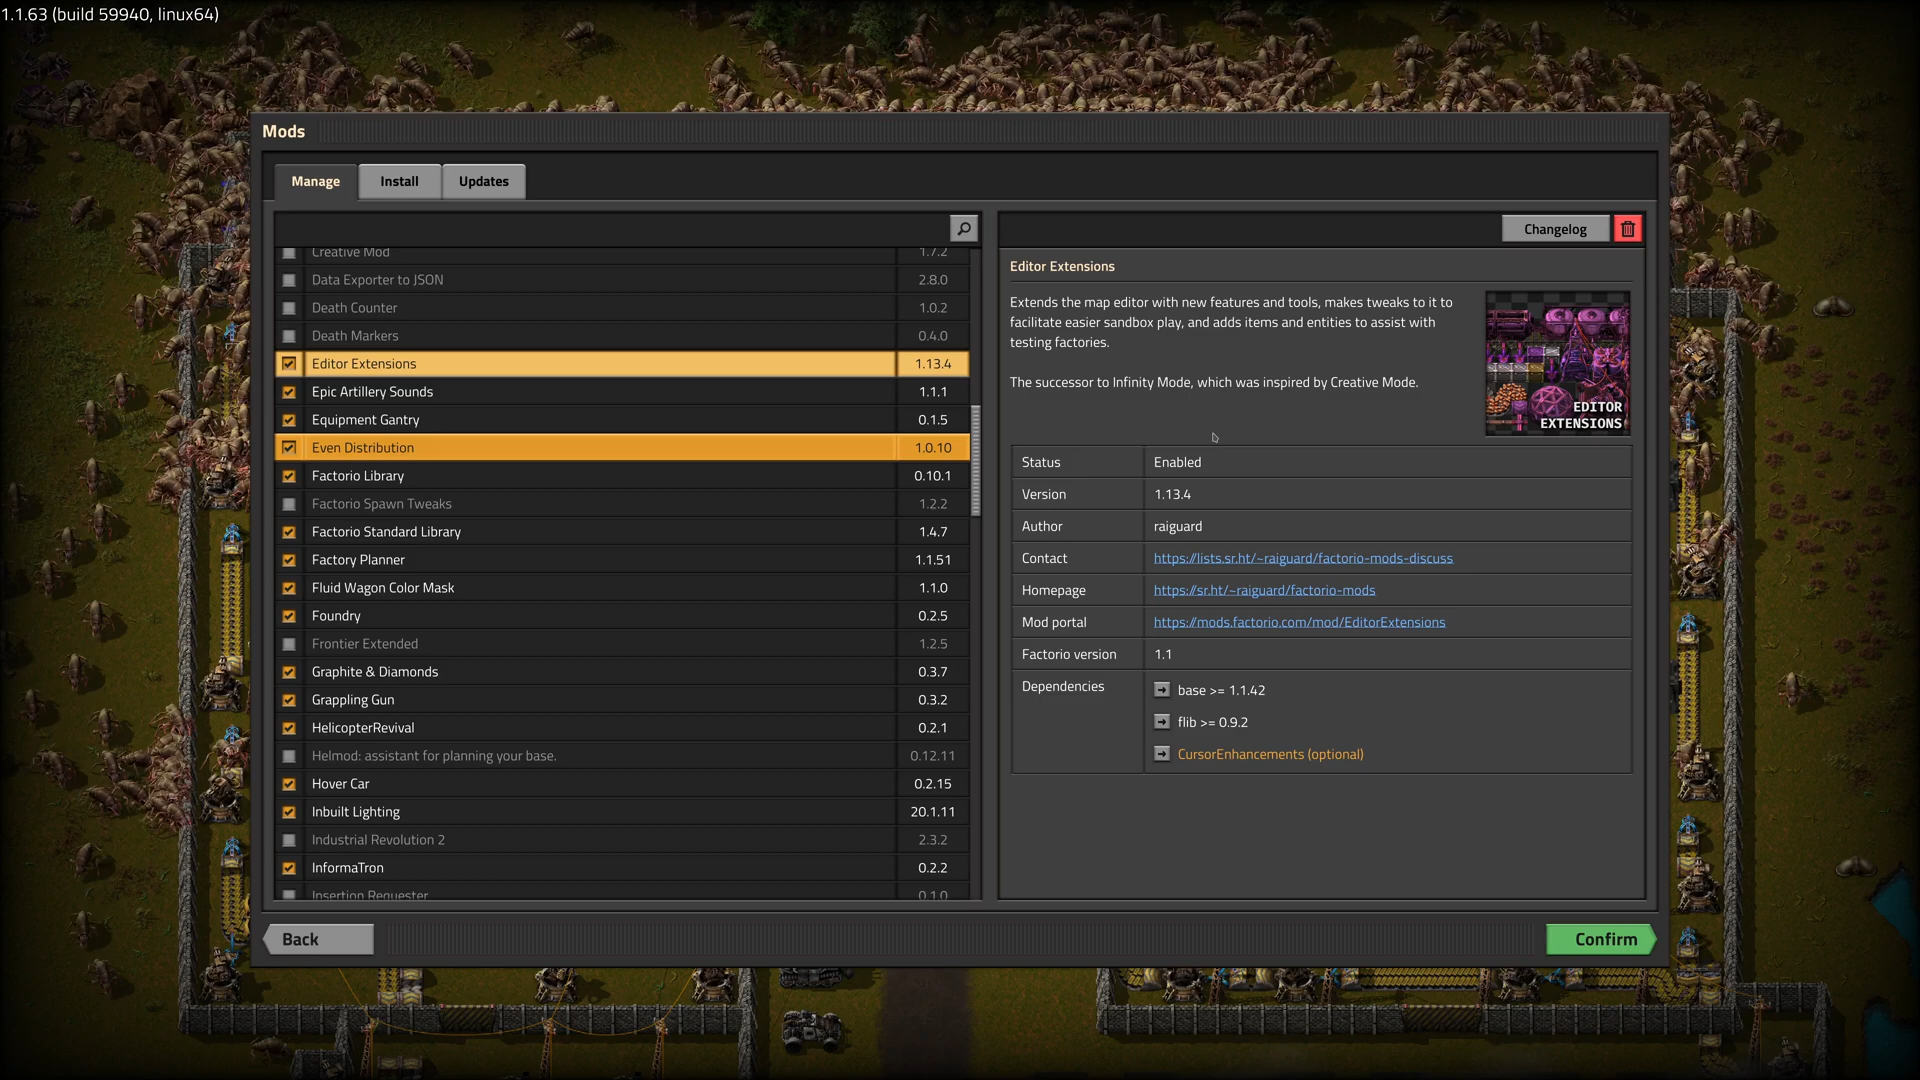 1.1.63 (build 59940, linux64)
Mods
Manage
Install
Updates
Changelog
Creative Mod 1.7.2
Data Exporter to JSON 2.8.0
Death Counter 1.0.2
Death Markers 0.4.0
Editor Extensions 1.13.4
Epic Artillery Sounds 1.1.1
Equipment Gantry 0.1.5
Even Distribution 1.0.10
Factorio Library 0.10.1
Factorio Spawn Tweaks 1.2.2
Factorio Standard Library 1.4.7
Factory Planner 1.1.51
Fluid Wagon Color Mask 1.1.0
Foundry 0.2.5
Frontier Extended 1.2.5
Graphite & Diamonds 0.3.7
Grappling Gun 0.3.2
HelicopterRevival 0.2.1
Helmod: assistant for planning your base. 0.12.11
Hover Car 0.2.15
Inbuilt Lighting 20.1.11
Industrial Revolution 2 2.3.2
InformaTron 0.2.2
Insertion Requester 0.1.0
Editor Extensions
Extends the map editor with new features and tools, makes tweaks to it to
facilitate easier sandbox play, and adds items and entities to assist with
testing factories.
The successor to Infinity Mode, which was inspired by Creative Mode.
EDITOR
EXTENSIONS
Status Enabled
Version 1.13.4
Author raiguard
Contact https://lists.sr.ht/~raiguard/factorio-mods-discuss
Homepage https://sr.ht/~raiguard/factorio-mods
Mod portal https://mods.factorio.com/mod/EditorExtensions
Factorio version 1.1
Dependencies base >= 1.1.42
flib >= 0.9.2
CursorEnhancements (optional)
Back
Confirm